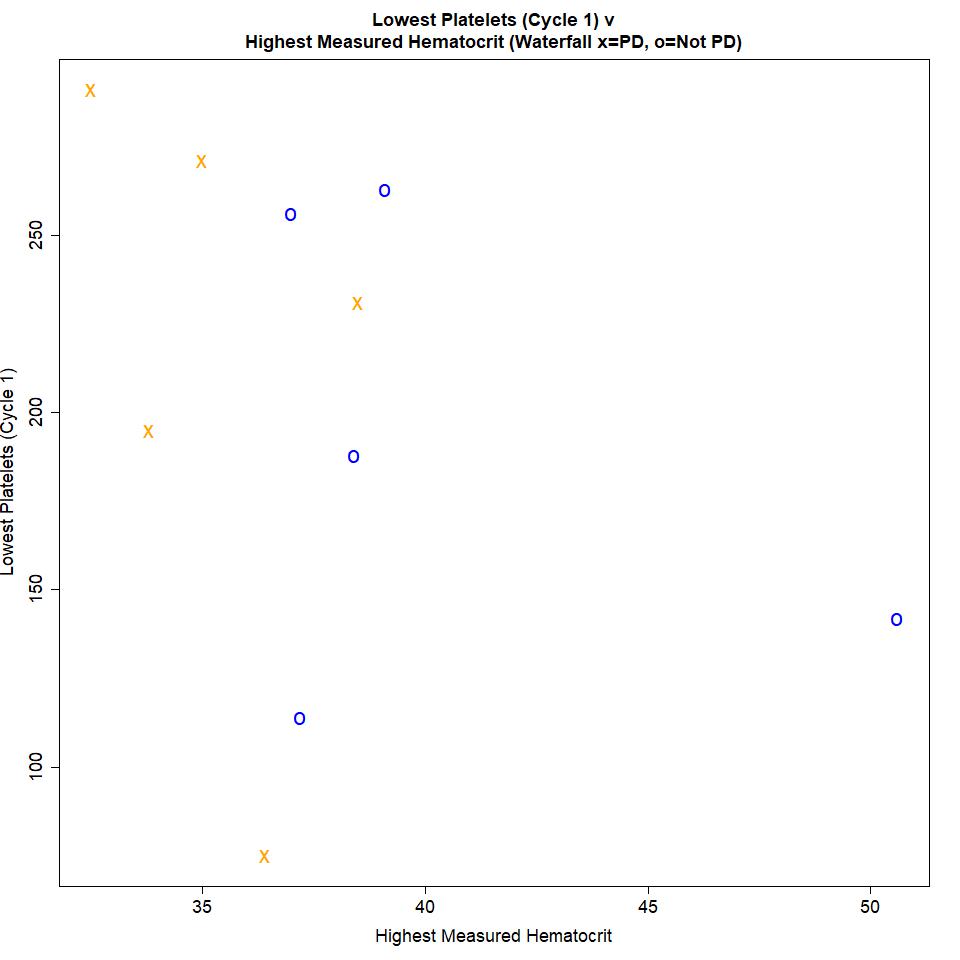 Lowest Platelets (Cycle 1) v
Highest Measured Hematocrit (Waterfall x=PD, o=Not PD)
Lowest Platelets (Cycle 1)
250
200
150
100
x
x
o
o
x
x
o
o
o
x
35 40 45 50
Highest Measured Hematocrit